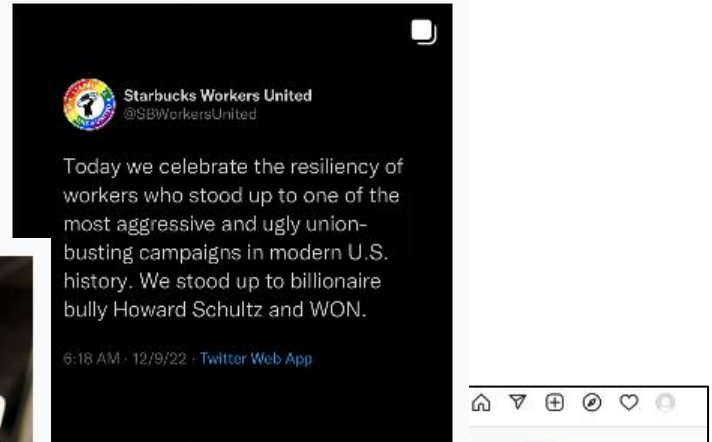 Starbucks Workers United
@SBWorkersUnited
Today we celebrate the resiliency of
workers who stood up to one of the
most aggressive and ugly union-
busting campaigns in modern U.S.
history. We stood up to billionaire
bully Howard Schultz and WON.
6:18 AM · 12/9/22 · Twitter Web App